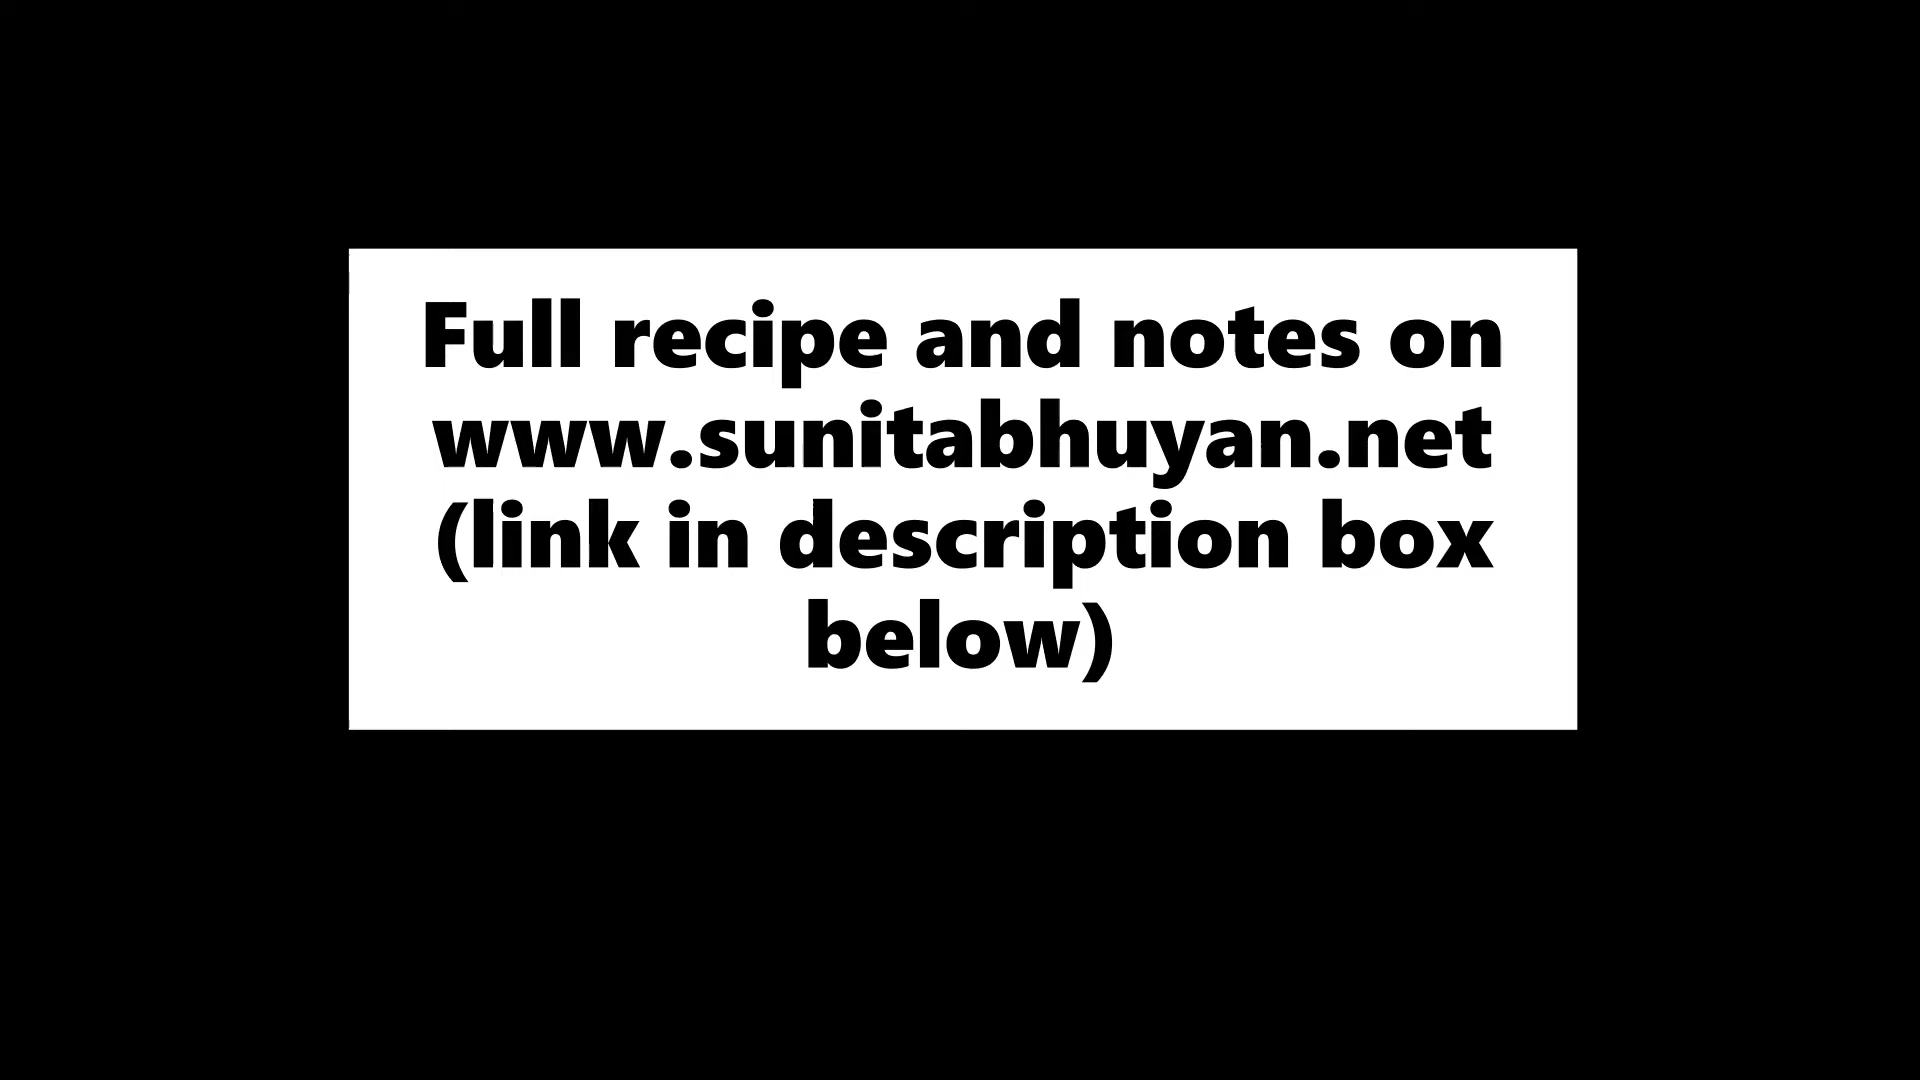 Full recipe and notes on
www.sunitabhuyan.net
(link in description box
below)